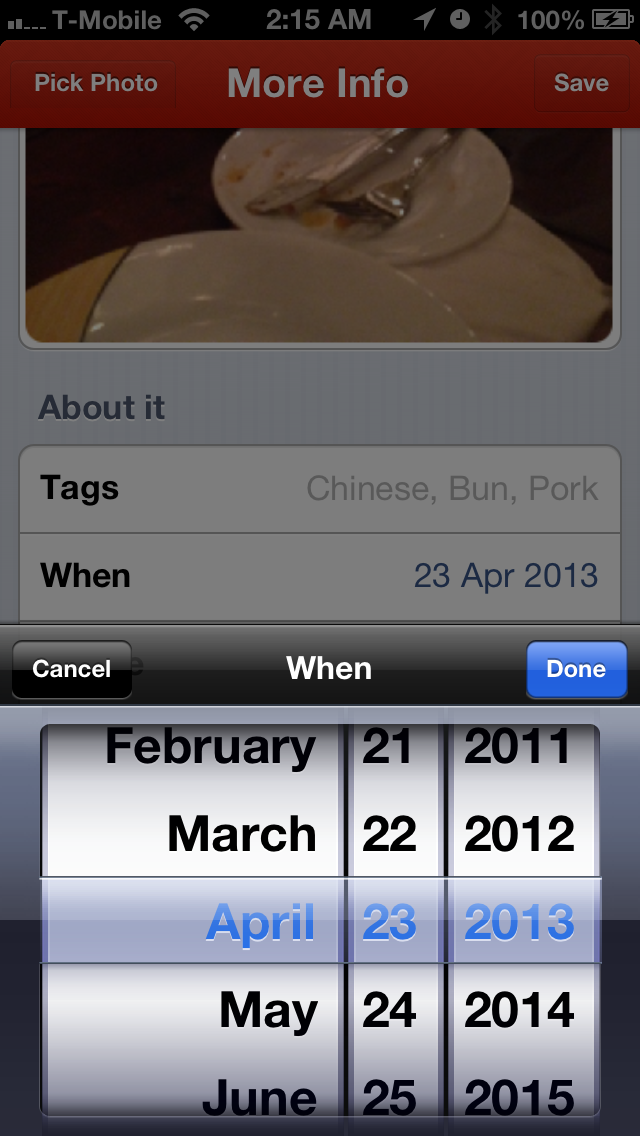 T-Mobile 2:15 AM 100%
Pick Photo More Info Save
About it
Tags Chinese, Bun, Pork
When 23 Apr 2013
Cancel When Done
February 21 2011
March 22 2012
April 23 2013
May 24 2014
June 25 2015